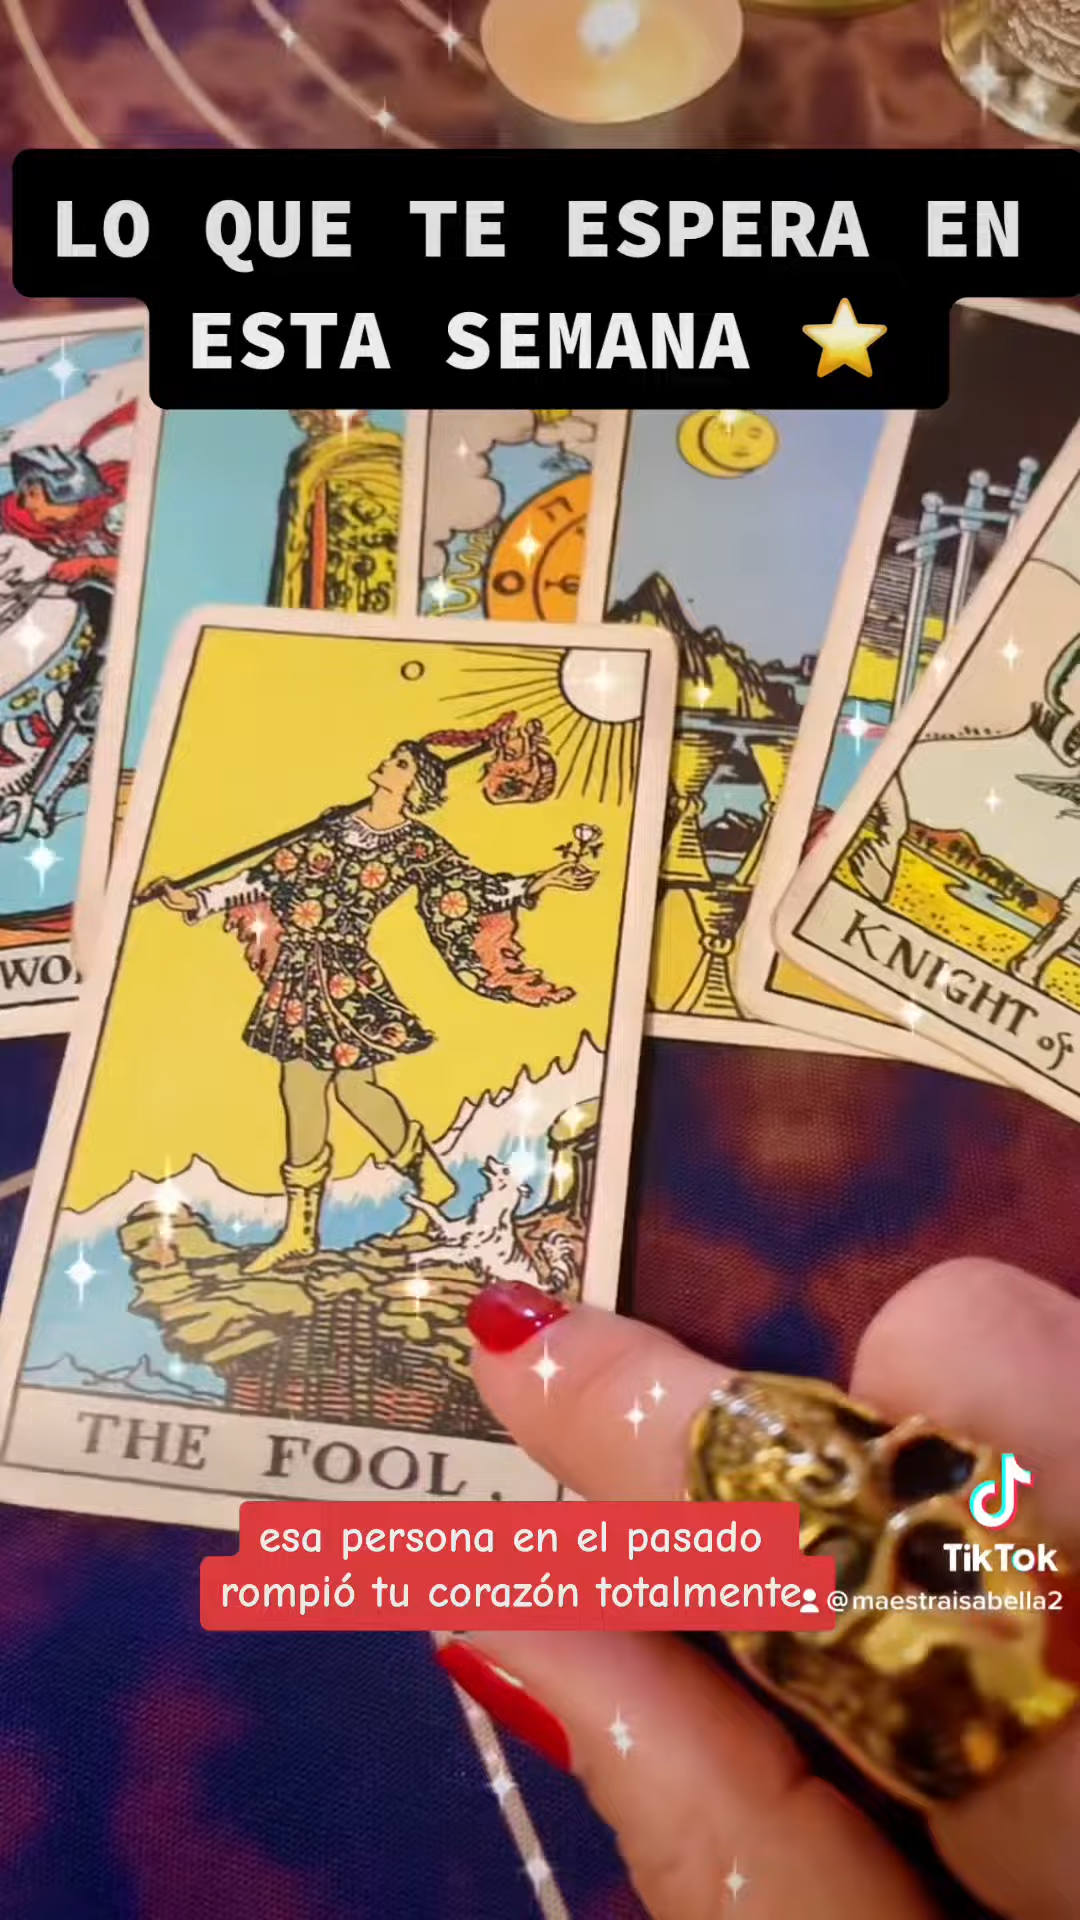 LO QUE TE ESPERA EN
ESTA SEMANA
O
KNIGHT of
THE FOOL.
esa persona en el pasado
rompió tu corazón totalmente
TikTok
@maestraisabella2